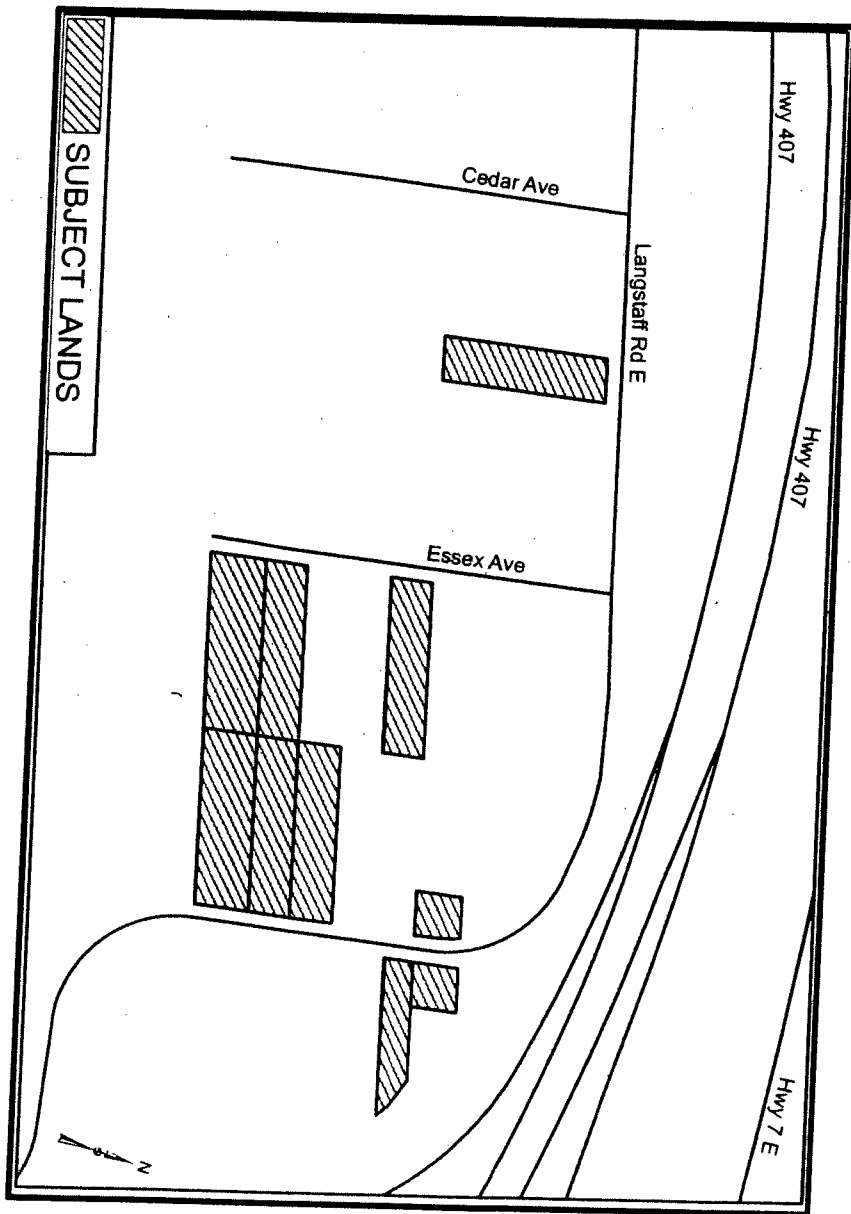 Hwy 407
Hwy 407
Hwy 7 E
Langstaff Rd E
Cedar Ave
Essex Ave
N
SUBJECT LANDS